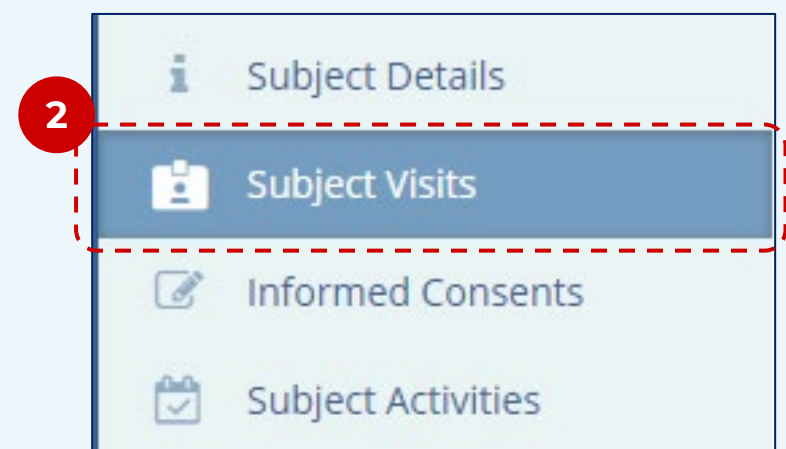 Subject Details
2
Subject Visits
Informed Consents
Subject Activities